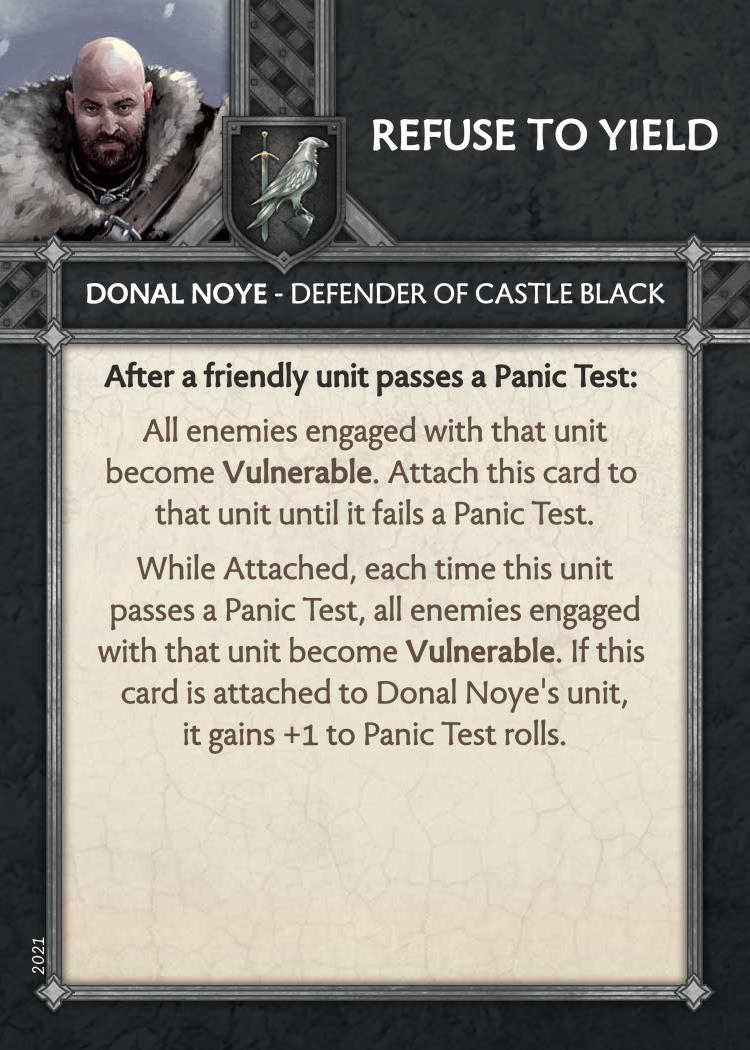 REFUSE TO YIELD
DONAL NOYE - DEFENDER OF CASTLE BLACK
After a friendly unit passes a Panic Test:
All enemies engaged with that unit
become Vulnerable. Attach this card to
that unit until it fails a Panic Test.
While Attached, each time this unit
passes a Panic Test, all enemies engaged
with that unit become Vulnerable. If this
card is attached to Donal Noye's unit,
it gains +1 to Panic Test rolls.
2021